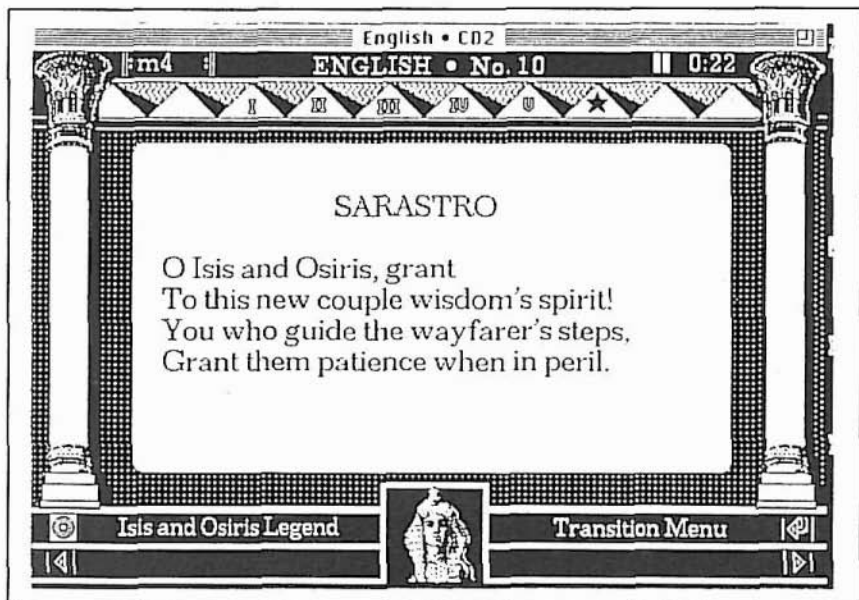 English • CD2
m4 ENGLISH • No. 10 0:22
I II III IV V
SARASTRO
O Isis and Osiris, grant
To this new couple wisdom's spirit!
You who guide the wayfarer's steps,
Grant them patience when in peril.
Isis and Osiris Legend Transition Menu